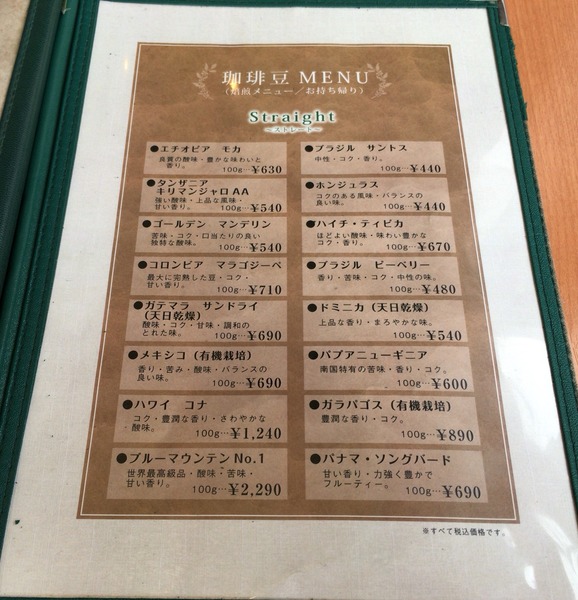 珈琲豆 MENU
（焙煎メニュー／お持ち帰り）
Straight
～ストレート～
●エチオピア モカ
良質の酸味・豊かな味わいと
香り。
100g…¥630
●タンザニア
キリマンジャロ AA
強い酸味・上品な風味・
甘い香り。
100g…¥540
●ゴールデン マンデリン
苦味・コク・口当たりの良い
独特な酸味。
100g…¥540
●コロンビア マラゴジーペ
最大に完熟した豆・コク・
甘い香り。
100g…¥710
●ガテマラ サンドライ
（天日乾燥）
酸味・コク・甘味・調和の
とれた味。
100g…¥690
●メキシコ（有機栽培）
香り・苦み・酸味・バランスの
良い味。
100g…¥690
●ハワイ コナ
コク・豊潤な香り・さわやかな
酸味。
100g…¥1,240
●ブルーマウンテン No.1
世界最高級品・酸味・苦味・
甘い香り。
100g…¥2,290
●ブラジル サントス
中性・コク・香り。
100g…¥440
●ホンジュラス
コクのある風味・バランスの
良い味。
100g…¥440
●ハイチ・ティピカ
ほどよい酸味・味わい豊かな
コク・香り。
100g…¥670
●ブラジル ピーベリー
香り・苦味・コク・中性の味。
100g…¥480
●ドミニカ（天日乾燥）
上品な香り・まろやかな味。
100g…¥540
●パプアニューギニア
南国特有の苦味・香り・コク。
100g…¥600
●ガラパゴス（有機栽培）
豊潤な香り・コク。
100g…¥890
●パナマ・ソングバード
甘い香り・力強く豊かで
フルーティー。
100g…¥690
※すべて税込価格です。